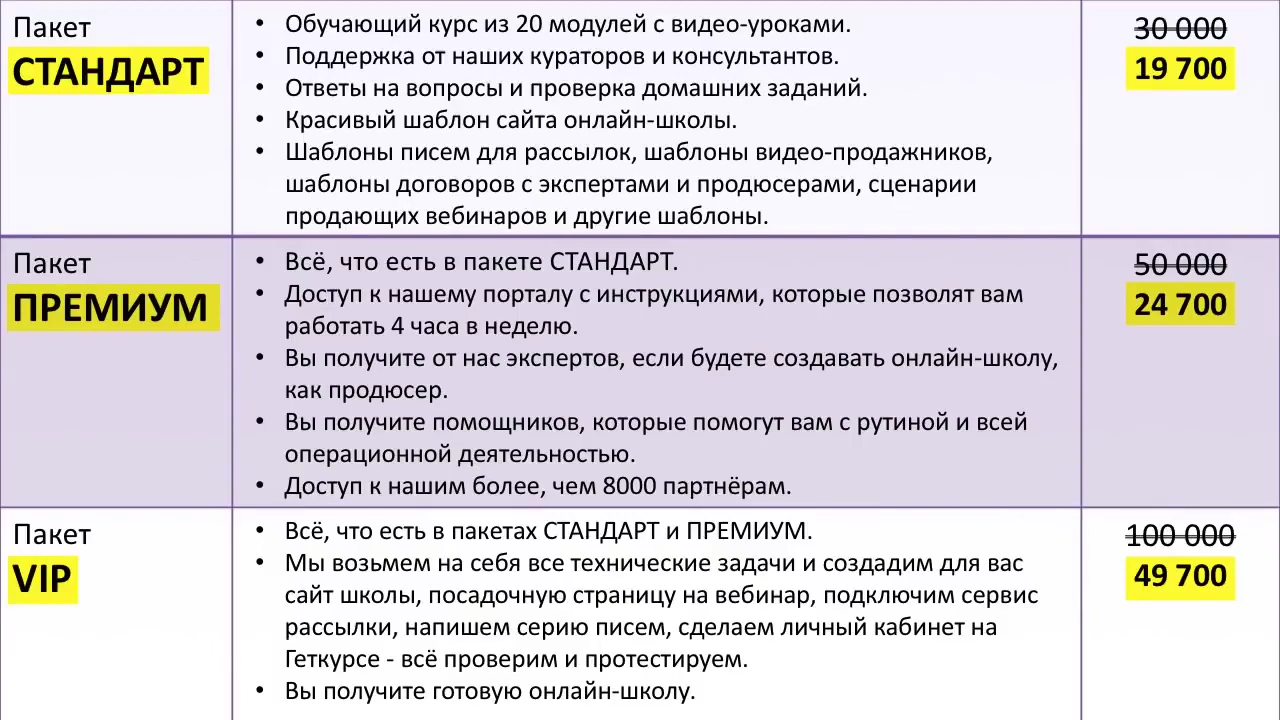 Пакет
СТАНДАРТ
• Обучающий курс из 20 модулей с видео-уроками.
• Поддержка от наших кураторов и консультантов.
• Ответы на вопросы и проверка домашних заданий.
• Красивый шаблон сайта онлайн-школы.
• Шаблоны писем для рассылок, шаблоны видео-продажников,
шаблоны договоров с экспертами и продюсерами, сценарии
продающих вебинаров и другие шаблоны.
30 000
19 700
Пакет
ПРЕМИУМ
• Всё, что есть в пакете СТАНДАРТ.
• Доступ к нашему порталу с инструкциями, которые позволят вам
работать 4 часа в неделю.
• Вы получите от нас экспертов, если будете создавать онлайн-школу,
как продюсер.
• Вы получите помощников, которые помогут вам с рутиной и всей
операционной деятельностью.
• Доступ к нашим более, чем 8000 партнёрам.
50 000
24 700
Пакет
VIP
• Всё, что есть в пакетах СТАНДАРТ и ПРЕМИУМ.
• Мы возьмем на себя все технические задачи и создадим для вас
сайт школы, посадочную страницу на вебинар, подключим сервис
рассылки, напишем серию писем, сделаем личный кабинет на
Геткурсе - всё проверим и протестируем.
• Вы получите готовую онлайн-школу.
100 000
49 700